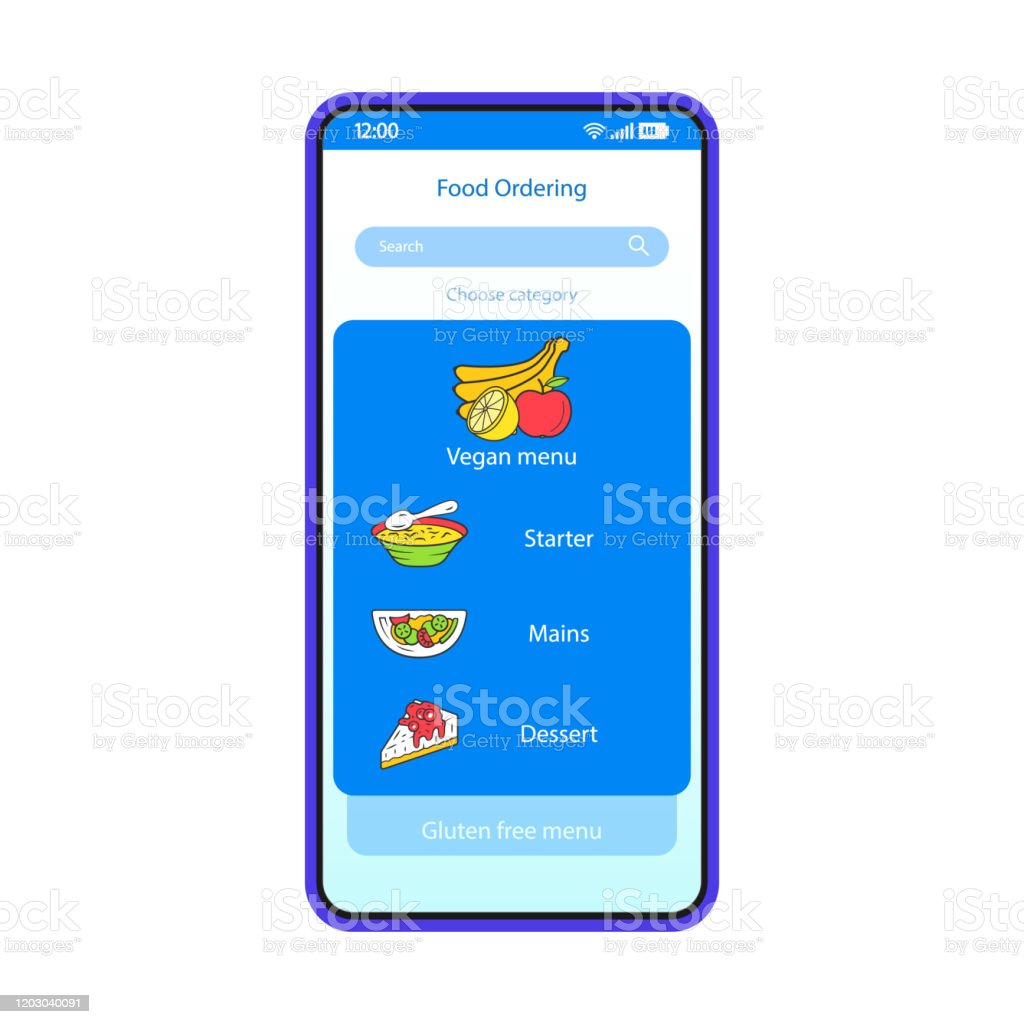 12:00
Food Ordering
Search
Choose category
Vegan menu
Starter
Mains
Dessert
Gluten free menu
iStock
by Getty Images™
1203040091